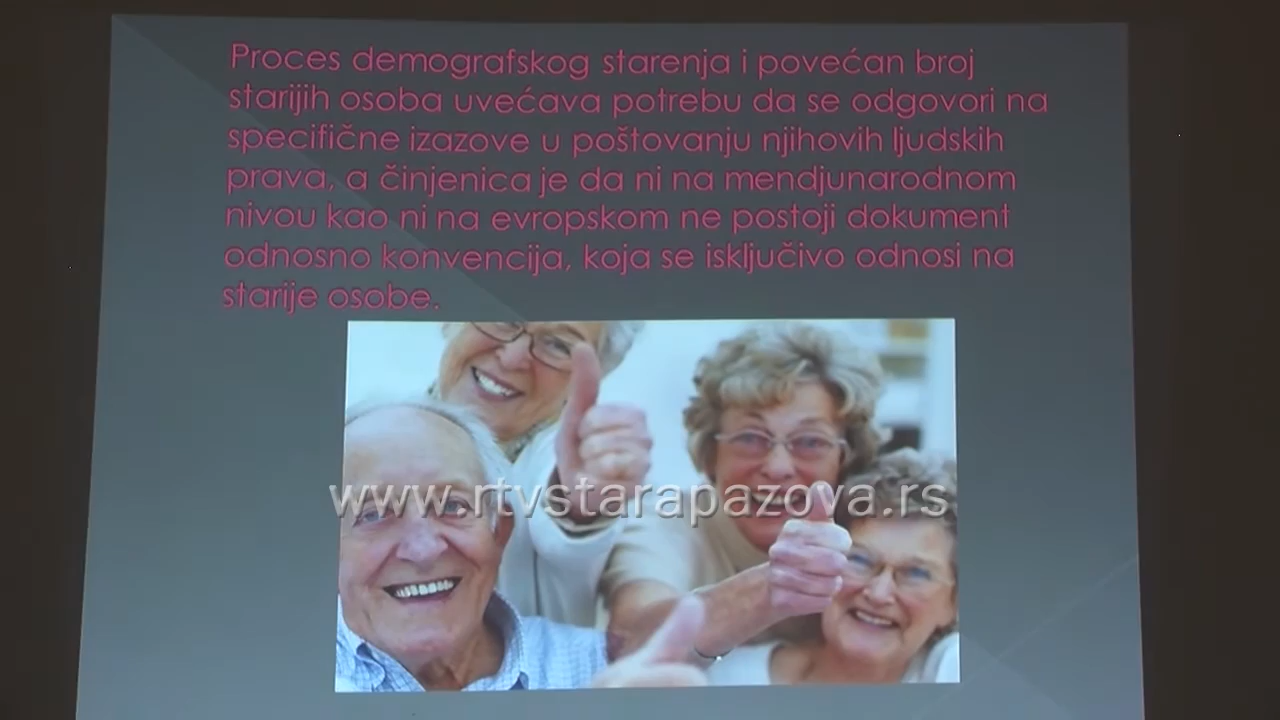 Proces demografskog starenja i povećan broj
starijih osoba uvećava potrebu da se odgovori na
specifične izazove u poštovanju njihovih ljudskih
prava, a činjenica je da ni na mendjunarodnom
nivou kao ni na evropskom ne postoji dokument
odnosno konvencija, koja se isključivo odnosi na
starije osobe.
www.rtvstarapazova.rs